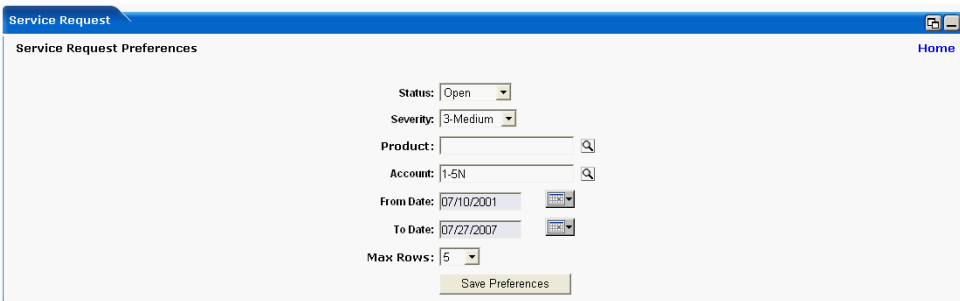 Service Request
Service Request Preferences
Home
Status: Open
Severity: 3-Medium
Product:
Account: 1-5N
From Date: 07/10/2001
To Date: 07/27/2007
Max Rows: 5
Save Preferences